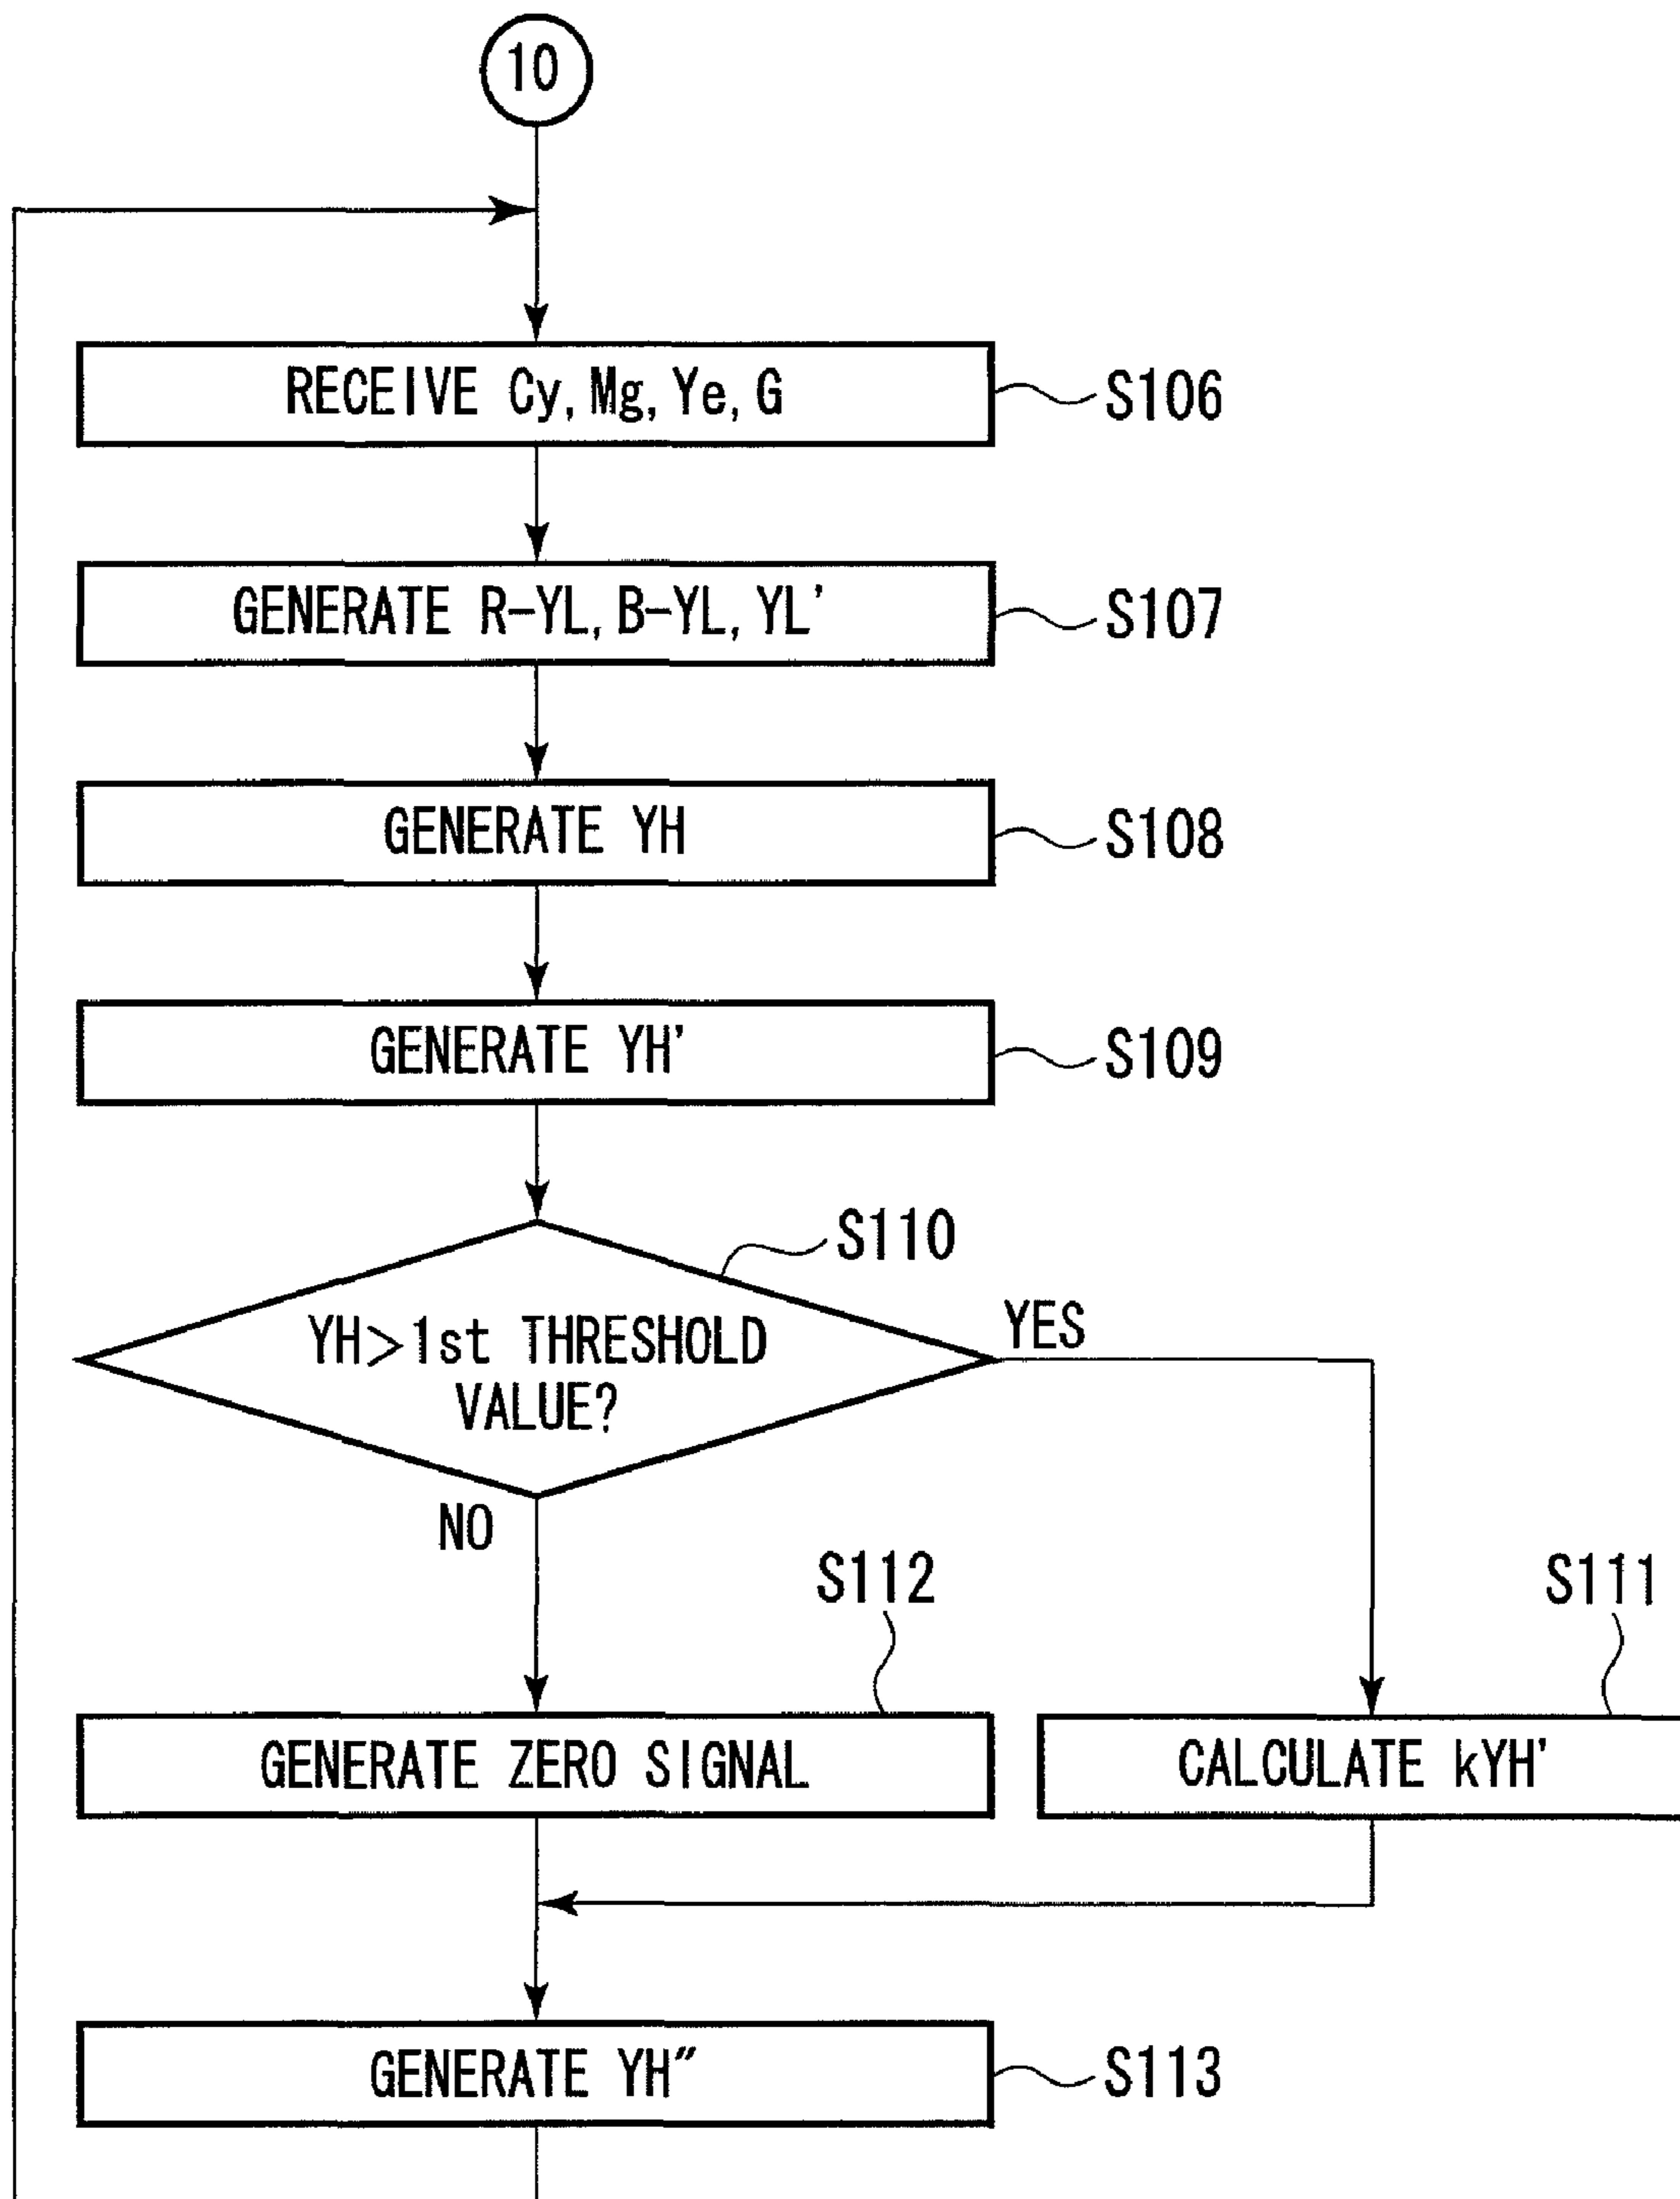 10
RECEIVE Cy, Mg, Ye, G
S106
GENERATE R-YL, B-YL, YL'
S107
GENERATE YH
S108
GENERATE YH'
S109
S110
YH>1st THRESHOLD
VALUE?
YES
NO
S112
S111
GENERATE ZERO SIGNAL
CALCULATE kYH'
GENERATE YH"
S113